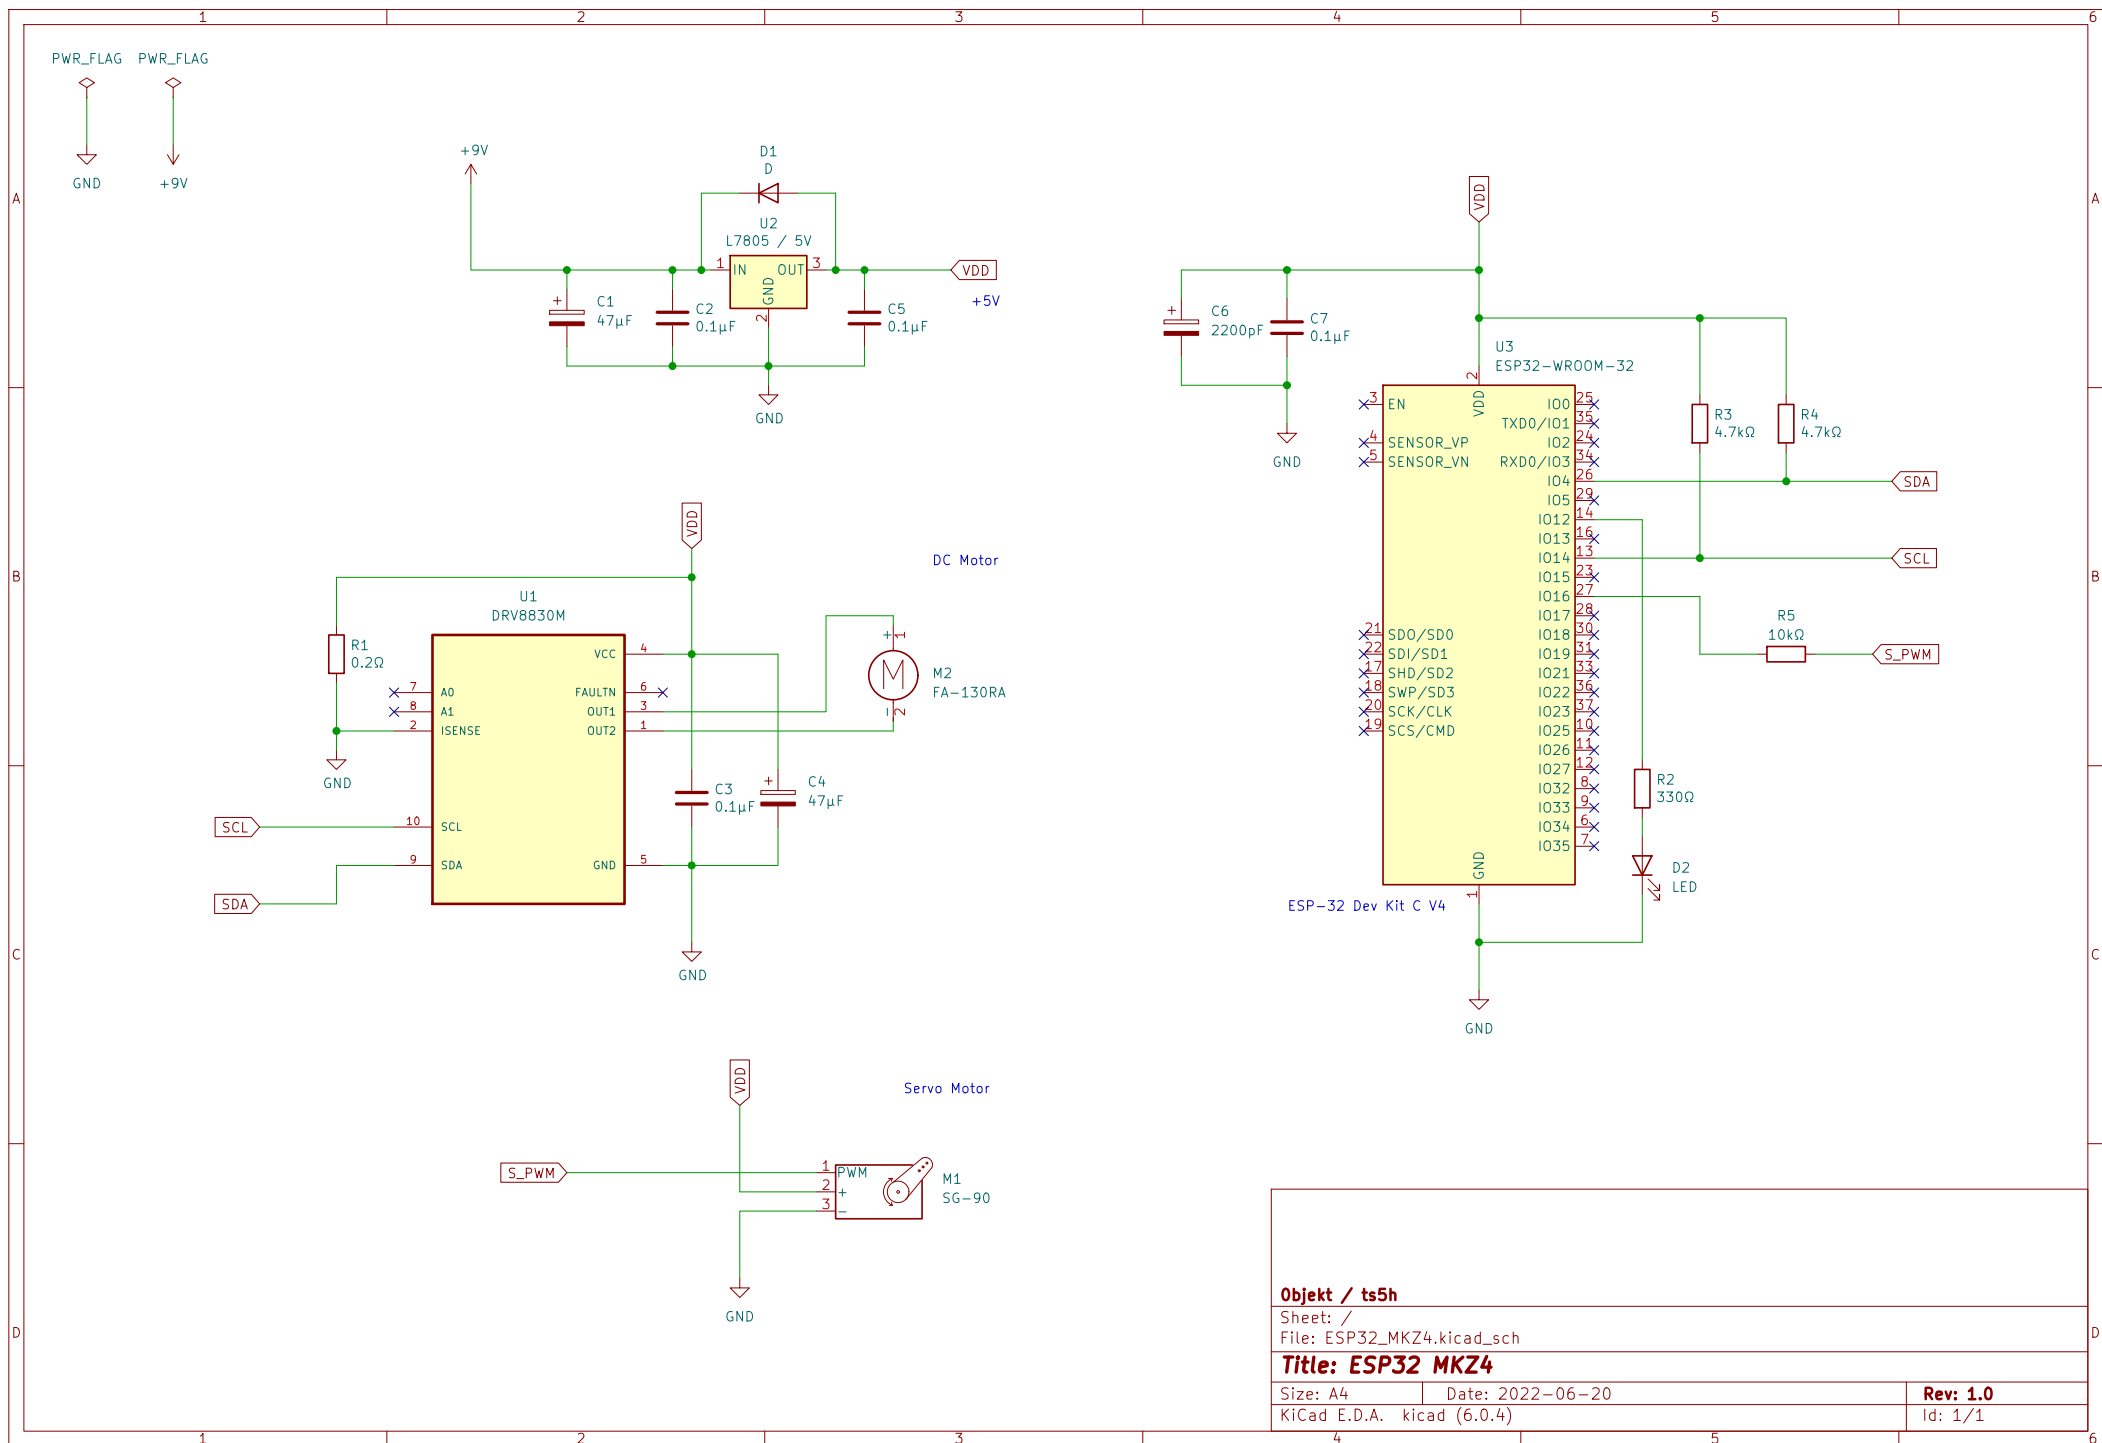 1 2 3 4 5 6
A A
B B
C C
D D
1 2 3 4 5 6
PWR_FLAG PWR_FLAG
GND +9V
+9V
D1
D
U2
L7805 / 5V
1 IN OUT 3
GND
2
VDD
+5V
C1
47µF
+
C2
0.1µF
C5
0.1µF
GND
VDD
DC Motor
U1
DRV8830M
R1
0.2Ω
VCC 4
7 A0 FAULTN 6
8 A1 OUT1 3
2 ISENSE OUT2 1
GND
SCL 10 SCL
9 SDA GND 5
SDA
+ 1
M
- 2
M2
FA-130RA
C3
0.1µF
+
C4
47µF
GND
VDD
Servo Motor
S_PWM 1 PWM
2 +
3 -
M1
SG-90
GND
VDD
+
C6
2200pF
C7
0.1µF
GND
U3
ESP32-WROOM-32
2
VDD
3 EN IO0 25
TXD0/IO1 35
4 SENSOR_VP IO2 24
5 SENSOR_VN RXD0/IO3 34
IO4 26
IO5 29
IO12 14
IO13 16
IO14 13
IO15 23
IO16 27
IO17 28
21 SDO/SD0 IO18 30
22 SDI/SD1 IO19 31
17 SHD/SD2 IO21 33
18 SWP/SD3 IO22 36
20 SCK/CLK IO23 37
19 SCS/CMD IO25 10
IO26 11
IO27 12
IO32 8
IO33 9
IO34 6
IO35 7
GND
1
ESP-32 Dev Kit C V4
GND
R3
4.7kΩ
R4
4.7kΩ
SDA
SCL
R5
10kΩ
S_PWM
R2
330Ω
D2
LED
Objekt / ts5h
Sheet: /
File: ESP32_MKZ4.kicad_sch
Title: ESP32 MKZ4
Size: A4 Date: 2022-06-20 Rev: 1.0
KiCad E.D.A. kicad (6.0.4) Id: 1/1